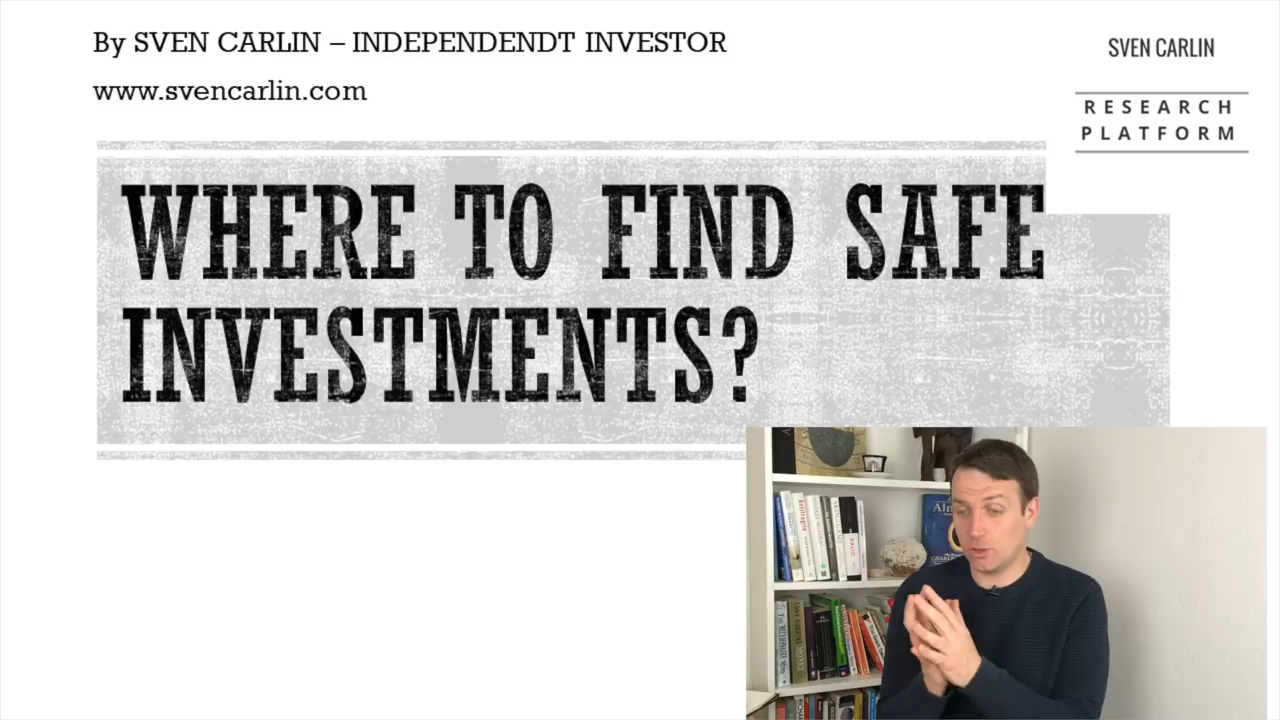 By SVEN CARLIN – INDEPENDENDT INVESTOR
www.svencarlin.com
SVEN CARLIN
RESEARCH
PLATFORM
WHERE TO FIND SAFE
INVESTMENTS?